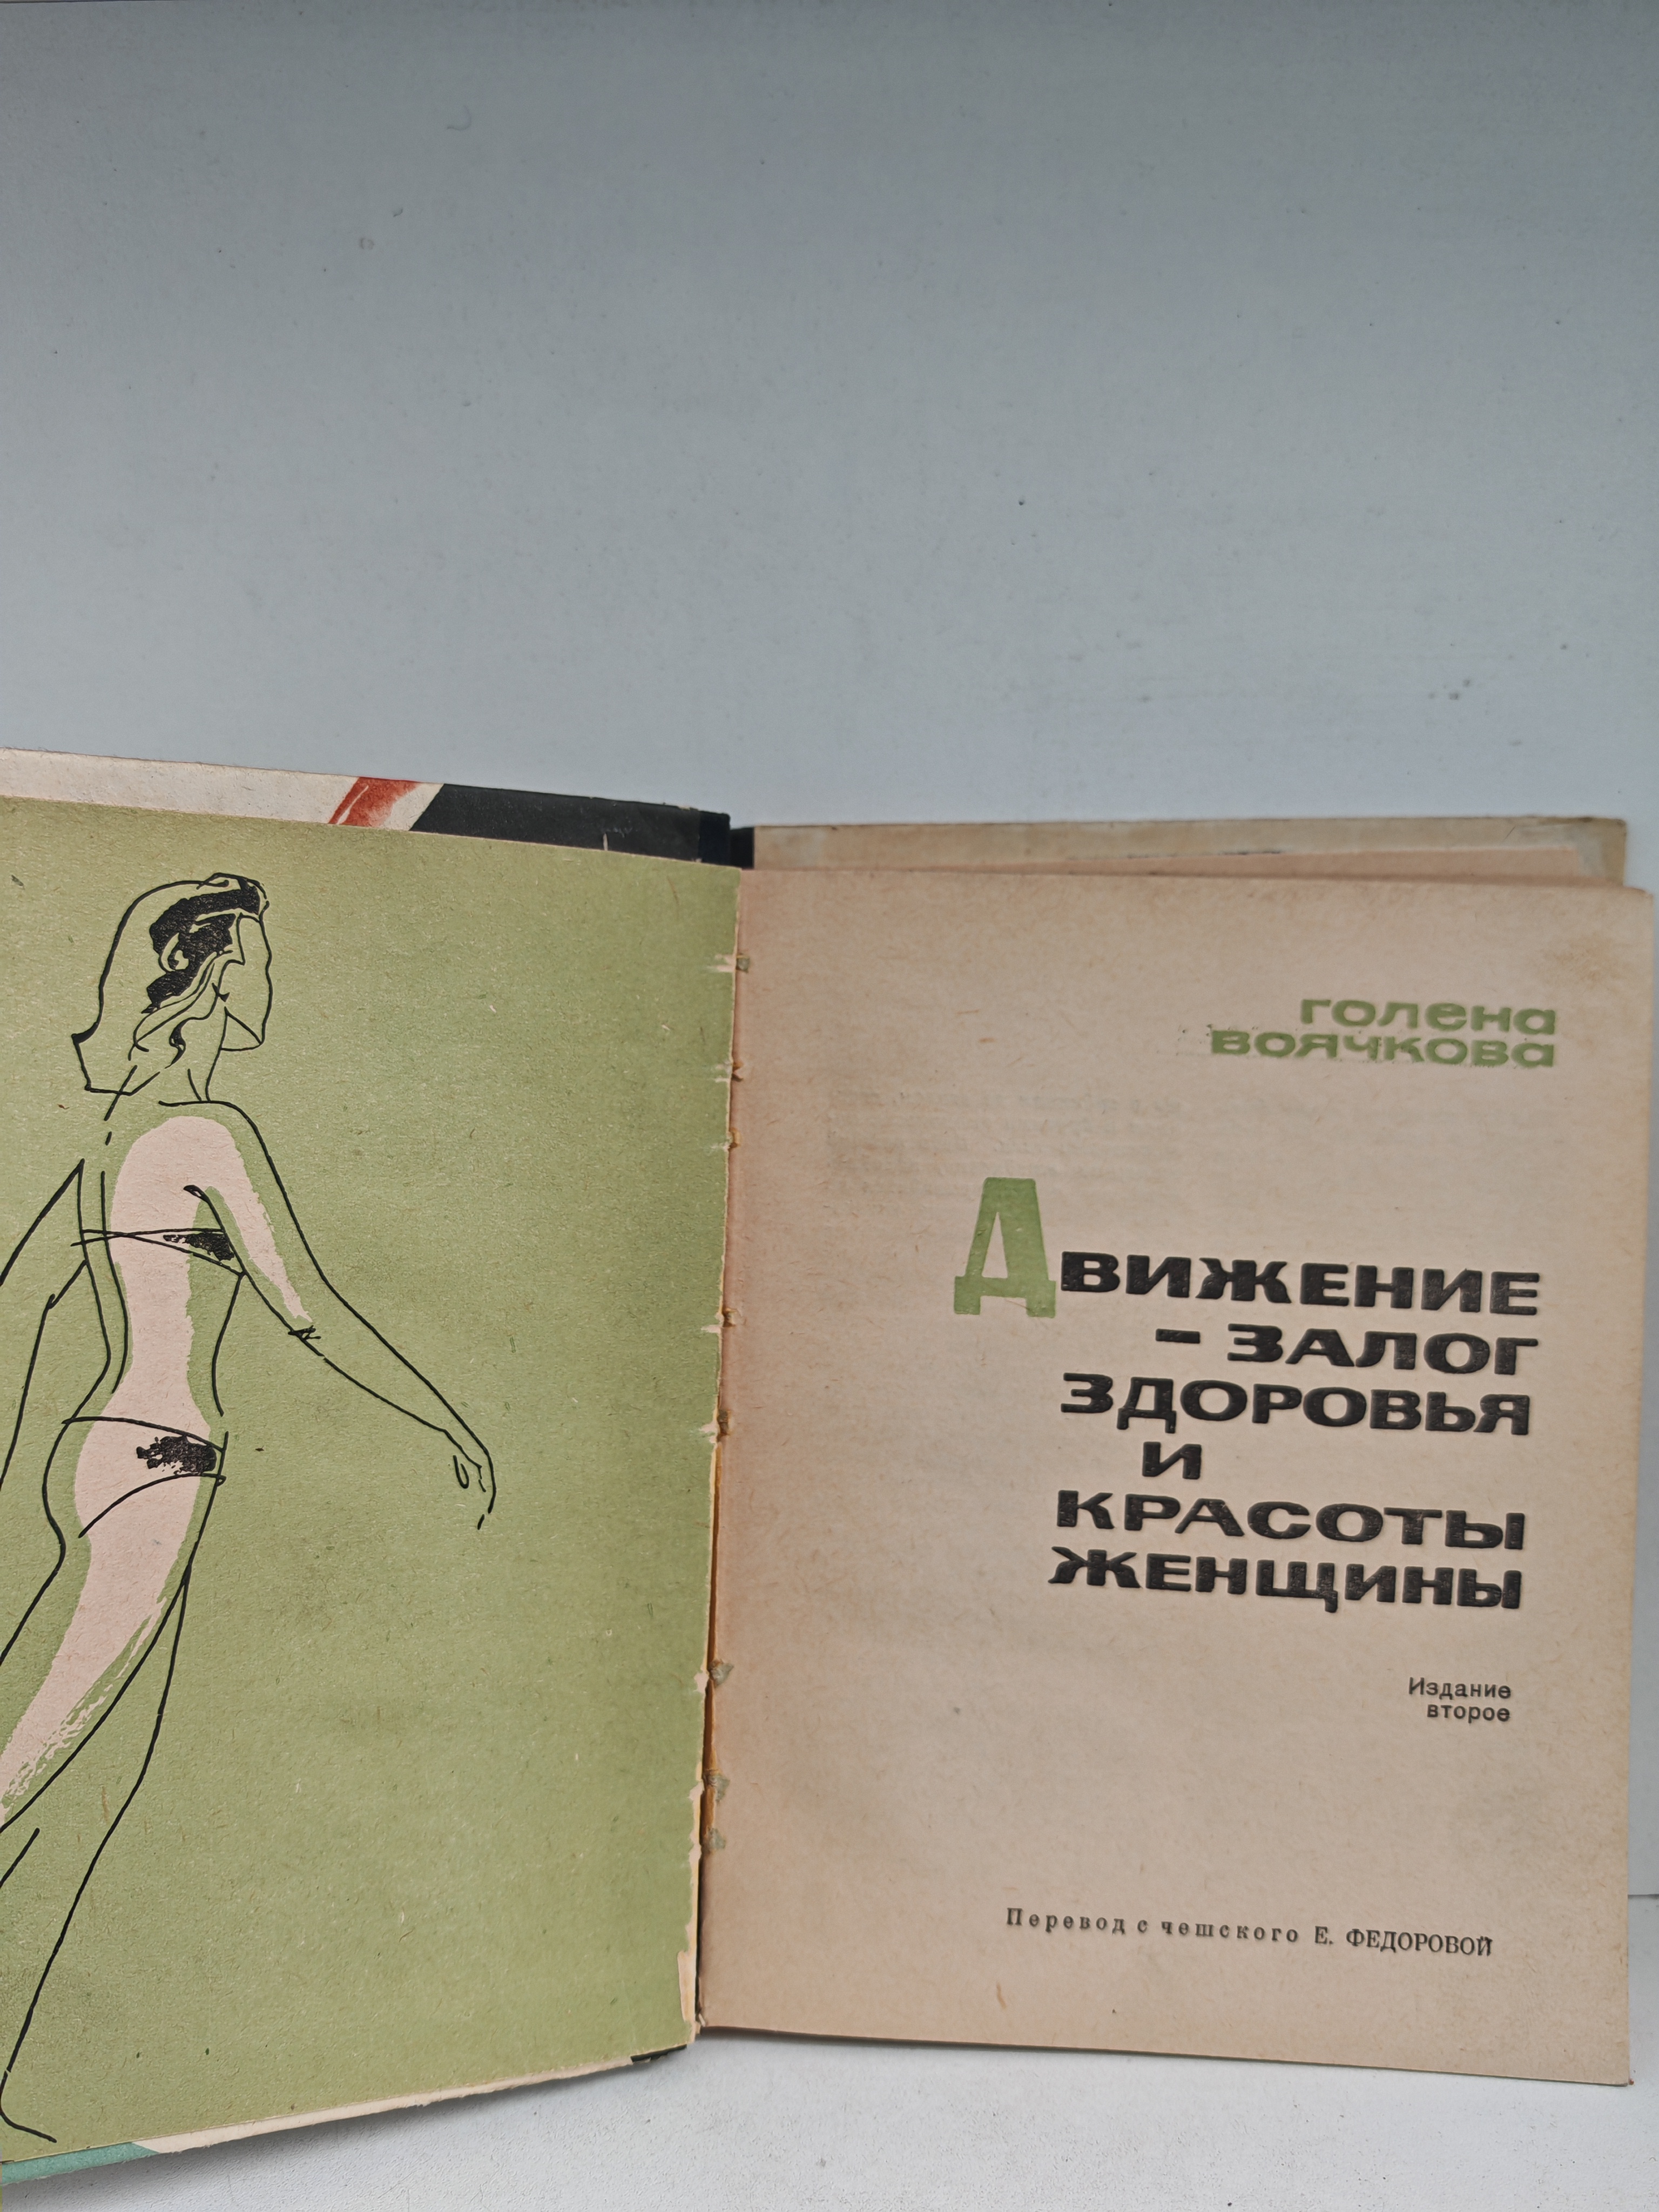 голена
воячкова
Движение
– залог
здоровья
и
красоты
женщины
Издание
второе
Перевод с чешского Е. ФЕДОРОВОЙ